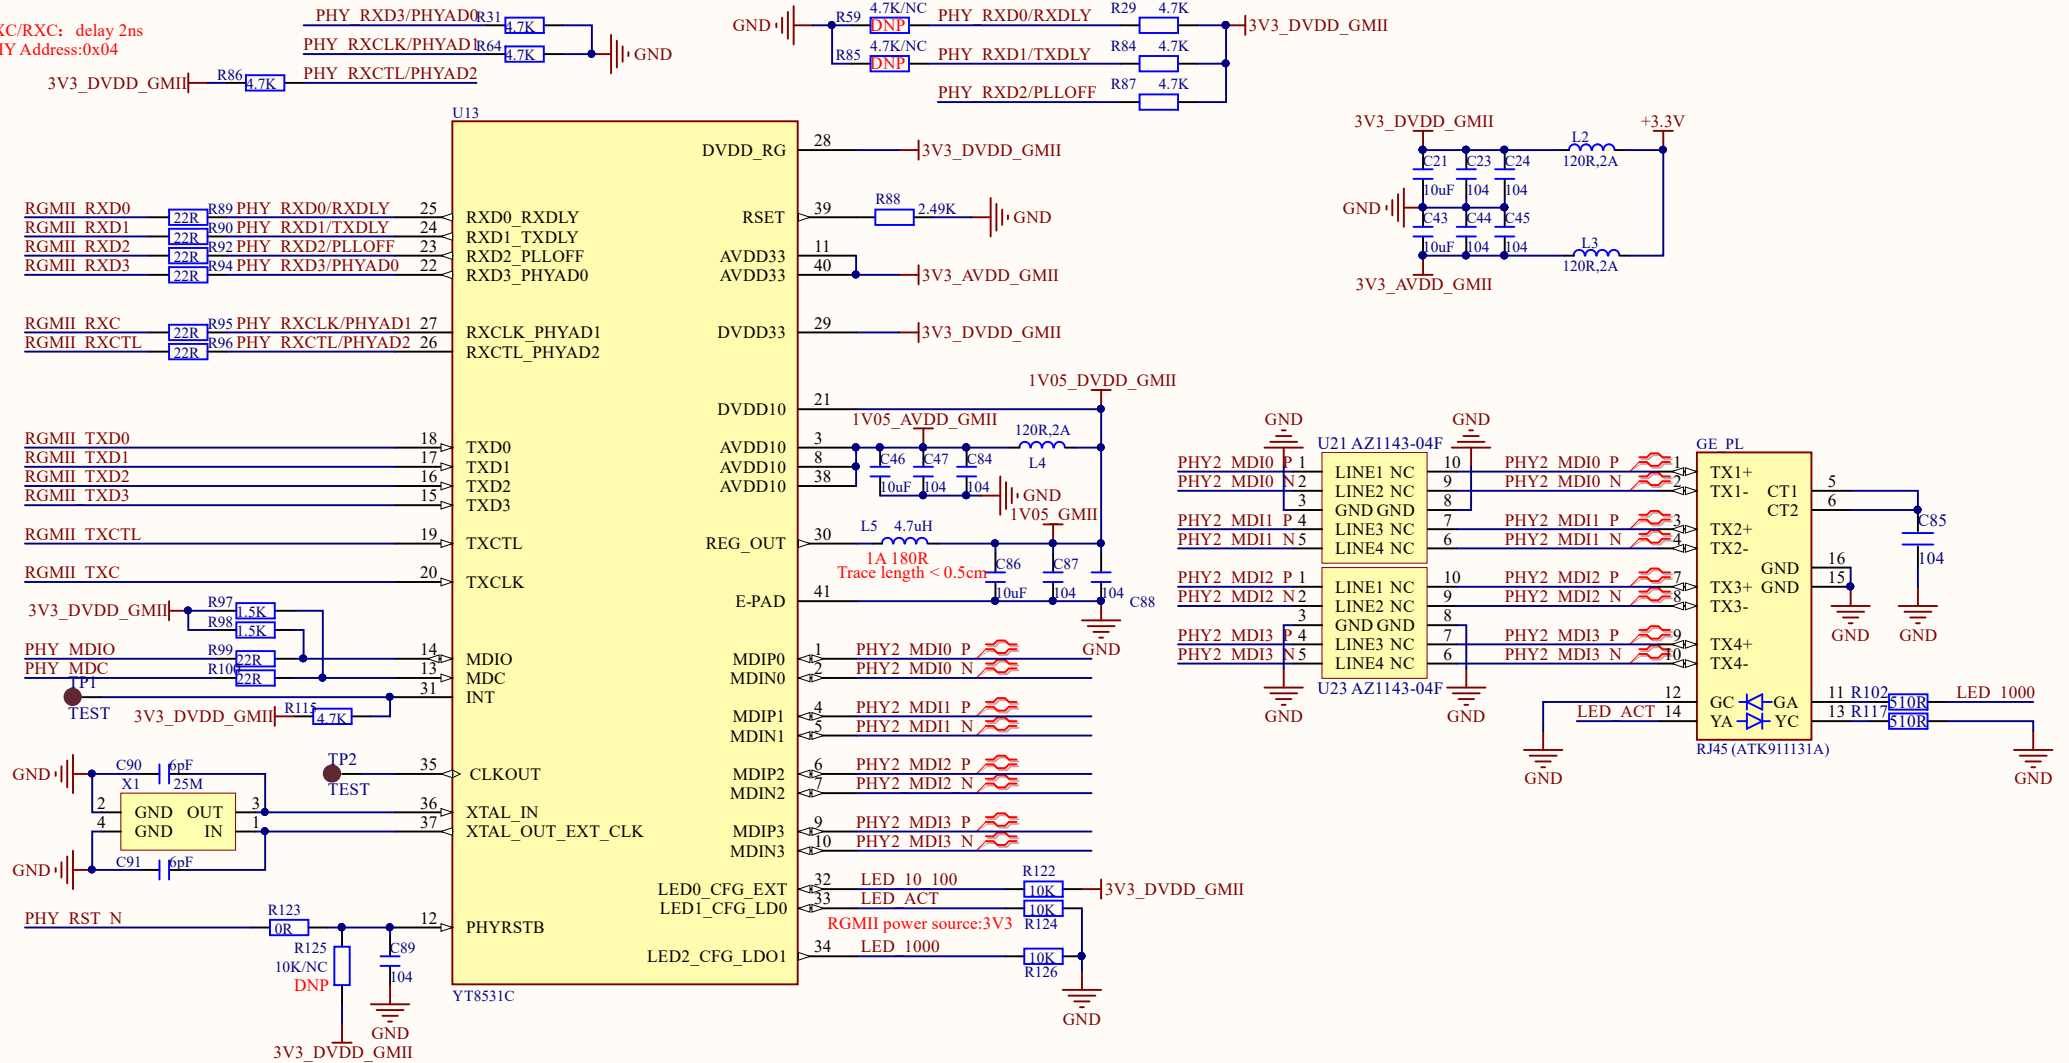 XC/RXC：delay 2ns
HY Address:0x04
PHY_RXD3/PHYAD0 R31 4.7K
PHY_RXCLK/PHYAD1 R64 4.7K GND
3V3_DVDD_GMII R86 4.7K PHY_RXCTL/PHYAD2
GND R59 4.7K/NC DNP PHY_RXD0/RXDLY R29 4.7K 3V3_DVDD_GMII
R85 4.7K/NC DNP PHY_RXD1/TXDLY R84 4.7K
PHY_RXD2/PLLOFF R87 4.7K
U13
DVDD_RG 28 3V3_DVDD_GMII
RGMII_RXD0 22R R89 PHY_RXD0/RXDLY 25 RXD0_RXDLY
RGMII_RXD1 22R R90 PHY_RXD1/TXDLY 24 RXD1_TXDLY
RGMII_RXD2 22R R92 PHY_RXD2/PLLOFF 23 RXD2_PLLOFF
RGMII_RXD3 22R R94 PHY_RXD3/PHYAD0 22 RXD3_PHYAD0
RGMII_RXC 22R R95 PHY_RXCLK/PHYAD1 27 RXCLK_PHYAD1
RGMII_RXCTL 22R R96 PHY_RXCTL/PHYAD2 26 RXCTL_PHYAD2
RGMII_TXD0 18 TXD0
RGMII_TXD1 17 TXD1
RGMII_TXD2 16 TXD2
RGMII_TXD3 15 TXD3
RGMII_TXCTL 19 TXCTL
RGMII_TXC 20 TXCLK
3V3_DVDD_GMII R97 1.5K
R98 1.5K
PHY_MDIO R99 22R 14 MDIO
PHY_MDC R100 22R 13 MDC
TP1 31 INT
TEST 3V3_DVDD_GMII R115 4.7K
TP2 35 CLKOUT
TEST
GND C90 6pF
X1 25M
2 GND OUT 3 36 XTAL_IN
4 GND IN 1 37 XTAL_OUT_EXT_CLK
GND C91 6pF
PHY_RST_N R123 0R 12 PHYRSTB
R125 C89
10K/NC 104
DNP
GND
3V3_DVDD_GMII
YT8531C
RSET 39 R88 2.49K GND
AVDD33 11
AVDD33 40 3V3_AVDD_GMII
DVDD33 29 3V3_DVDD_GMII
1V05_DVDD_GMII
DVDD10 21
1V05_AVDD_GMII 120R,2A
AVDD10 3 L4
AVDD10 8 C46 C47 C84
AVDD10 38 10uF 104 104 GND
1V05_GMII
REG_OUT 30 L5 4.7uH
1A 180R
Trace length < 0.5cm
C86 C87
10uF 104 104 C88
E-PAD 41
GND
MDIP0 1 PHY2_MDI0_P
MDIN0 2 PHY2_MDI0_N
MDIP1 4 PHY2_MDI1_P
MDIN1 5 PHY2_MDI1_N
MDIP2 6 PHY2_MDI2_P
MDIN2 7 PHY2_MDI2_N
MDIP3 9 PHY2_MDI3_P
MDIN3 10 PHY2_MDI3_N
LED0_CFG_EXT 32 LED_10_100 R122 10K 3V3_DVDD_GMII
LED1_CFG_LD0 33 LED_ACT 10K R124
RGMII power source:3V3
LED2_CFG_LDO1 34 LED_1000 10K R126
GND
3V3_DVDD_GMII +3.3V
L2
C21 C23 C24 120R,2A
10uF 104 104
GND
C43 C44 C45
10uF 104 104
L3
120R,2A
3V3_AVDD_GMII
GND GND
U21 AZ1143-04F
PHY2_MDI0_P 1 LINE1 NC 10 PHY2_MDI0_P
PHY2_MDI0_N 2 LINE2 NC 9 PHY2_MDI0_N
3 GND GND 8
PHY2_MDI1_P 4 LINE3 NC 7 PHY2_MDI1_P
PHY2_MDI1_N 5 LINE4 NC 6 PHY2_MDI1_N
PHY2_MDI2_P 1 LINE1 NC 10 PHY2_MDI2_P
PHY2_MDI2_N 2 LINE2 NC 9 PHY2_MDI2_N
3 GND GND 8
PHY2_MDI3_P 4 LINE3 NC 7 PHY2_MDI3_P
PHY2_MDI3_N 5 LINE4 NC 6 PHY2_MDI3_N
U23 AZ1143-04F
GND GND
GE_PL
1 TX1+
2 TX1- CT1 5
CT2 6
3 TX2+ C85
4 TX2- 104
GND 16
7 TX3+ GND 15
8 TX3-
GND GND
9 TX4+
10 TX4-
12 GC GA 11 R102 510R LED_1000
LED_ACT 14 YA YC 13 R117 510R
RJ45 (ATK911131A)
GND GND